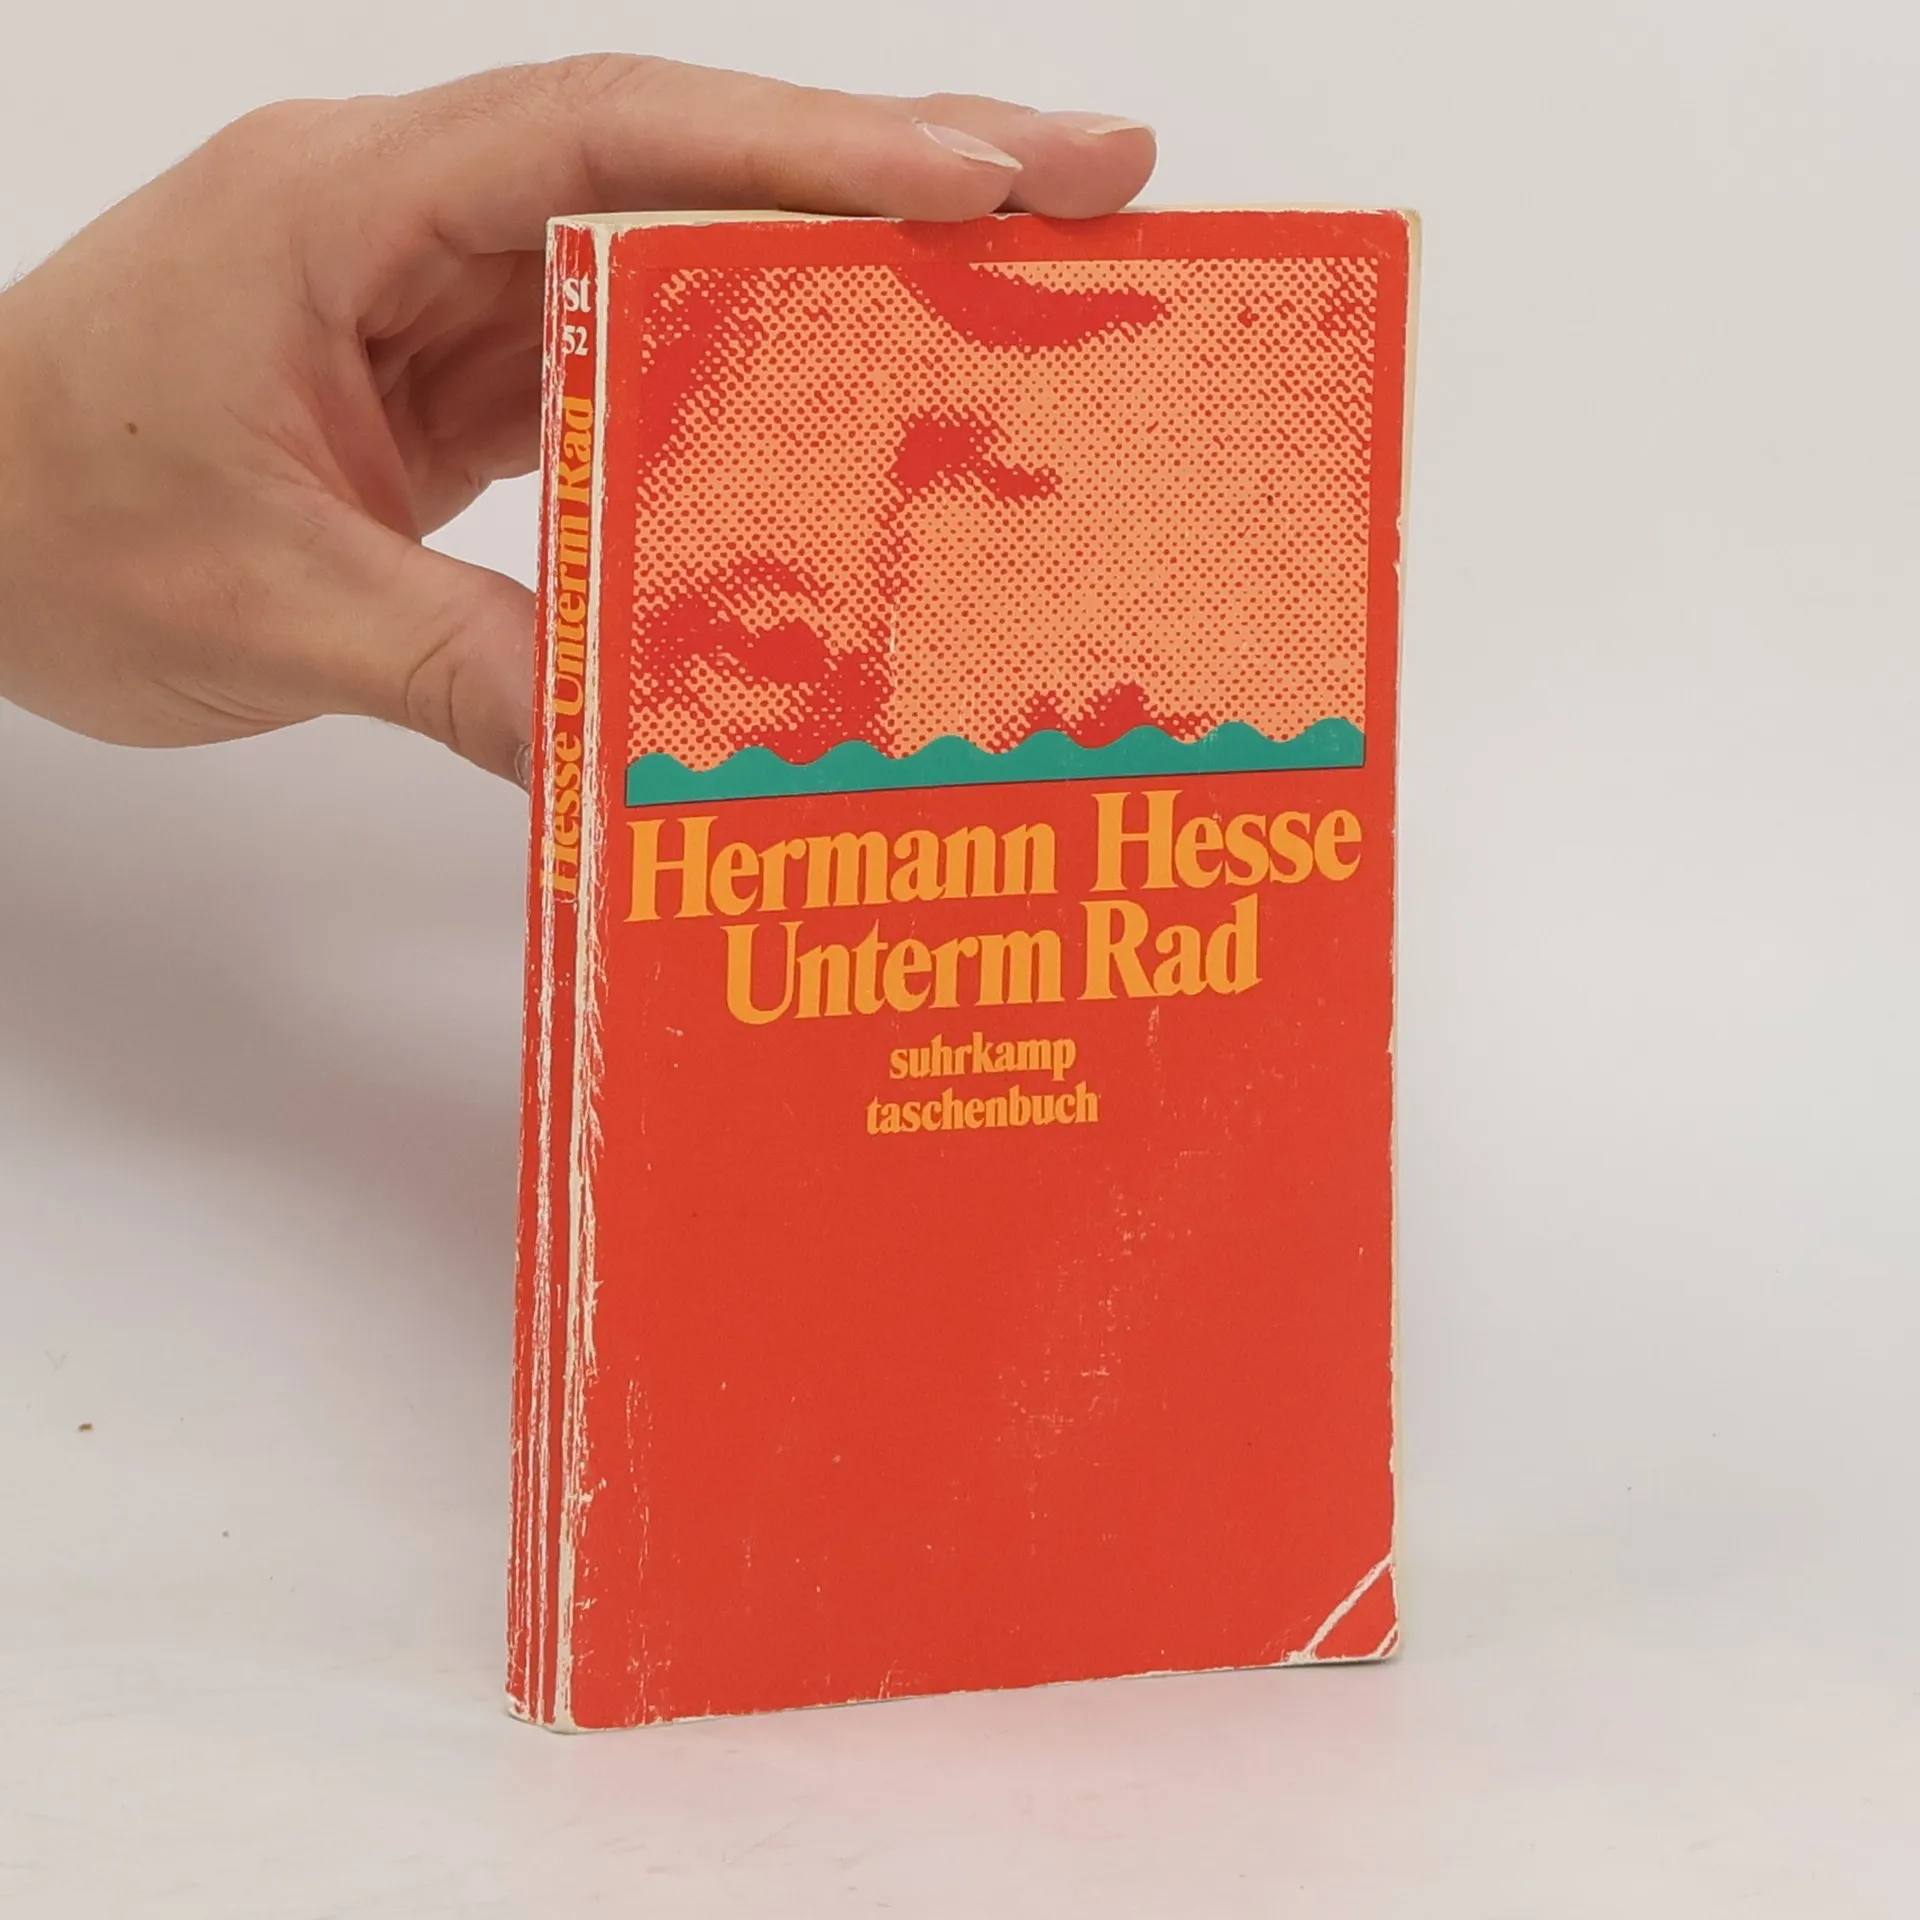 st
52
Hesse Unterm Rad
Hermann Hesse
Unterm Rad
suhrkamp
taschenbuch